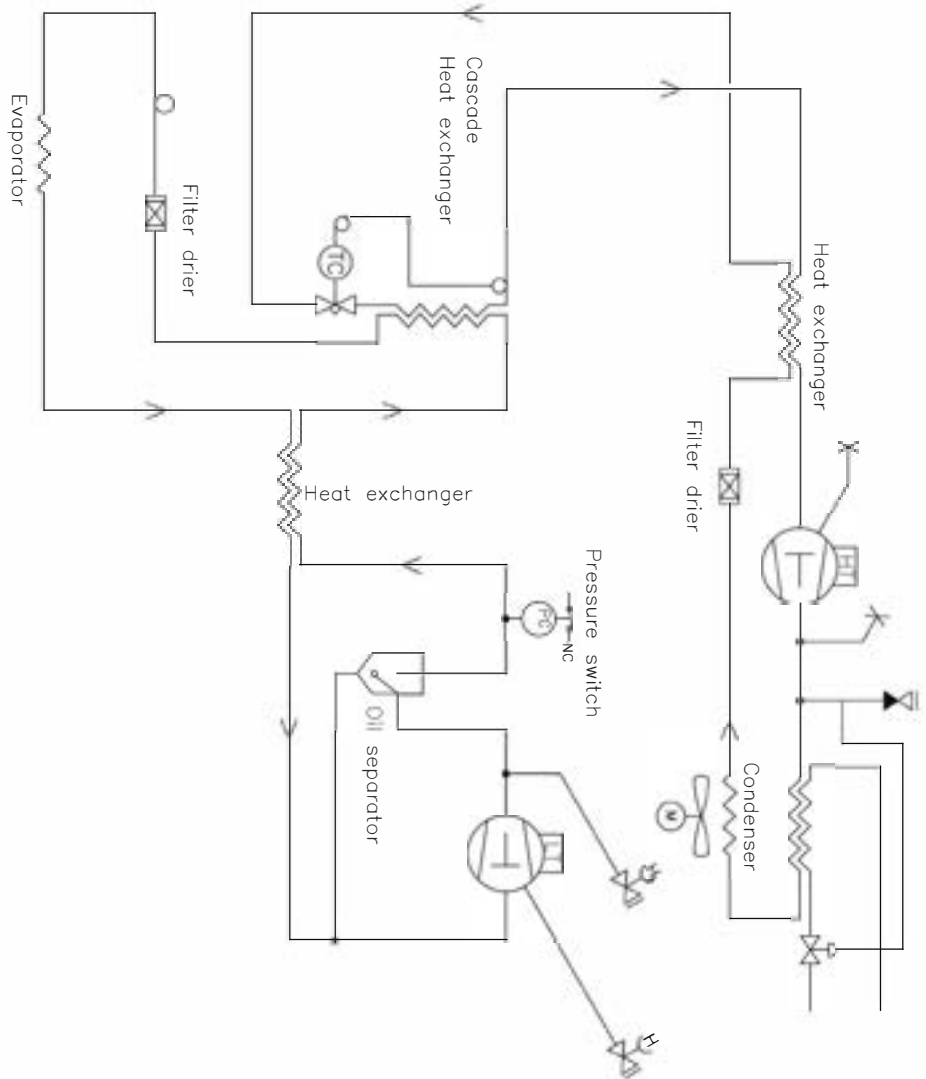 Cascade
Heat exchanger
Evaporator
Filter drier
TC
Heat exchanger
Heat exchanger
Filter drier
Pressure switch
PC
NC
Oil separator
Condenser
M
H